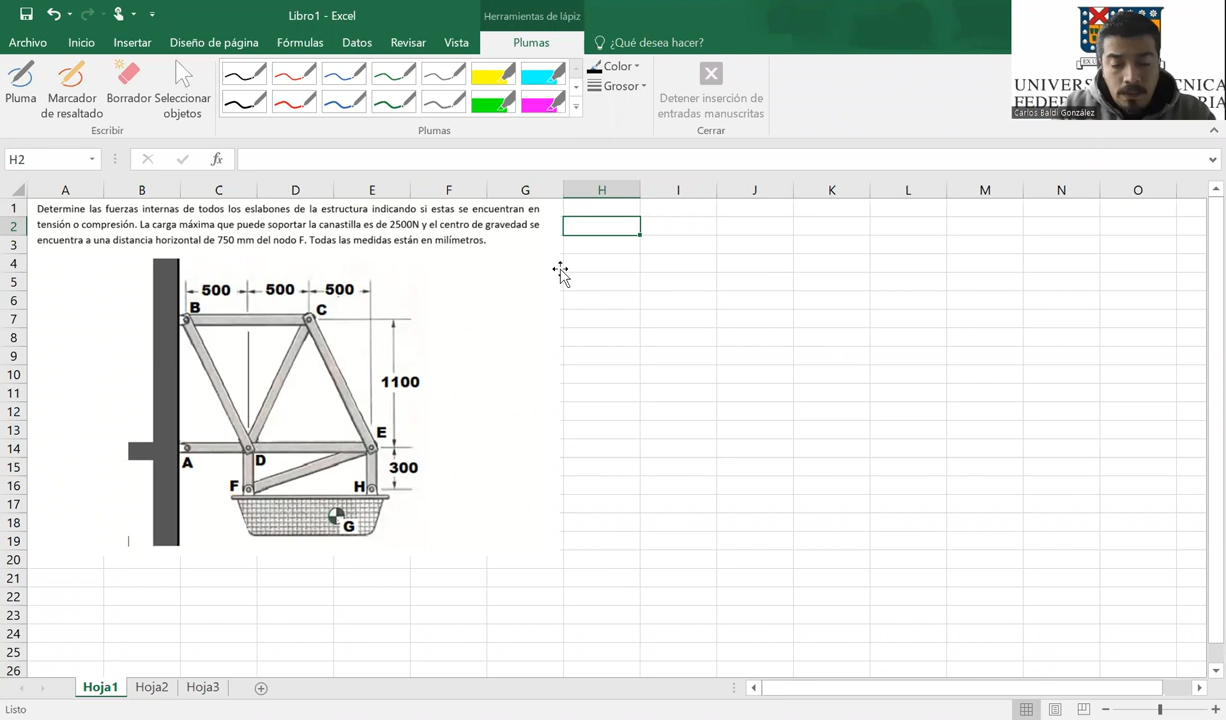 Libro1 - Excel
Herramientas de lápiz
Archivo
Inicio
Insertar
Diseño de página
Fórmulas
Datos
Revisar
Vista
Plumas
¿Qué desea hacer?
Pluma
Marcador de resaltado
Borrador
Seleccionar objetos
Escribir
Plumas
Color
Grosor
Detener inserción de entradas manuscritas
Cerrar
Carlos Baldi González
H2
fx
A B C D E F G H I J K L M N O
1
2
3
4
5
6
7
8
9
10
11
12
13
14
15
16
17
18
19
20
21
22
23
24
25
26
Determine las fuerzas internas de todos los eslabones de la estructura indicando si estas se encuentran en
tensión o compresión. La carga máxima que puede soportar la canastilla es de 2500N y el centro de gravedad se
encuentra a una distancia horizontal de 750 mm del nodo F. Todas las medidas están en milímetros.
500 500 500
B C
1100
E
A D
300
F H
G
Hoja1 Hoja2 Hoja3
Listo